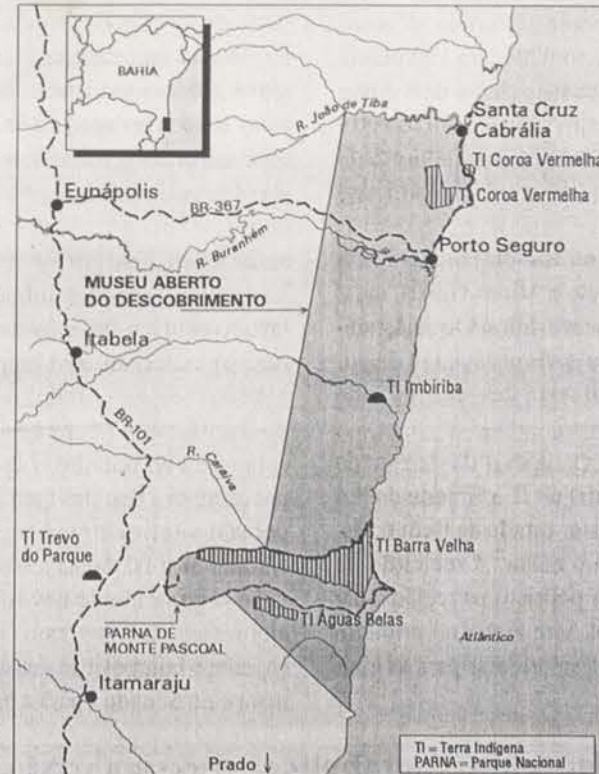 BAHIA
R. João de Tiba
Santa Cruz
Cabrália
TI Coroa Vermelha
Coroa Vermelha
Eunápolis
BR-367
R. Buranhém
Porto Seguro
MUSEU ABERTO
DO DESCOBRIMENTO
Itabela
TI Imbiriba
BR-101
R. Caraíva
TI Trevo
do Parque
TI Barra Velha
TI Águas Belas
PARNA DE
MONTE PASCOAL
Atlântico
Itamaraju
Prado
TI = Terra Indígena
PARNA = Parque Nacional